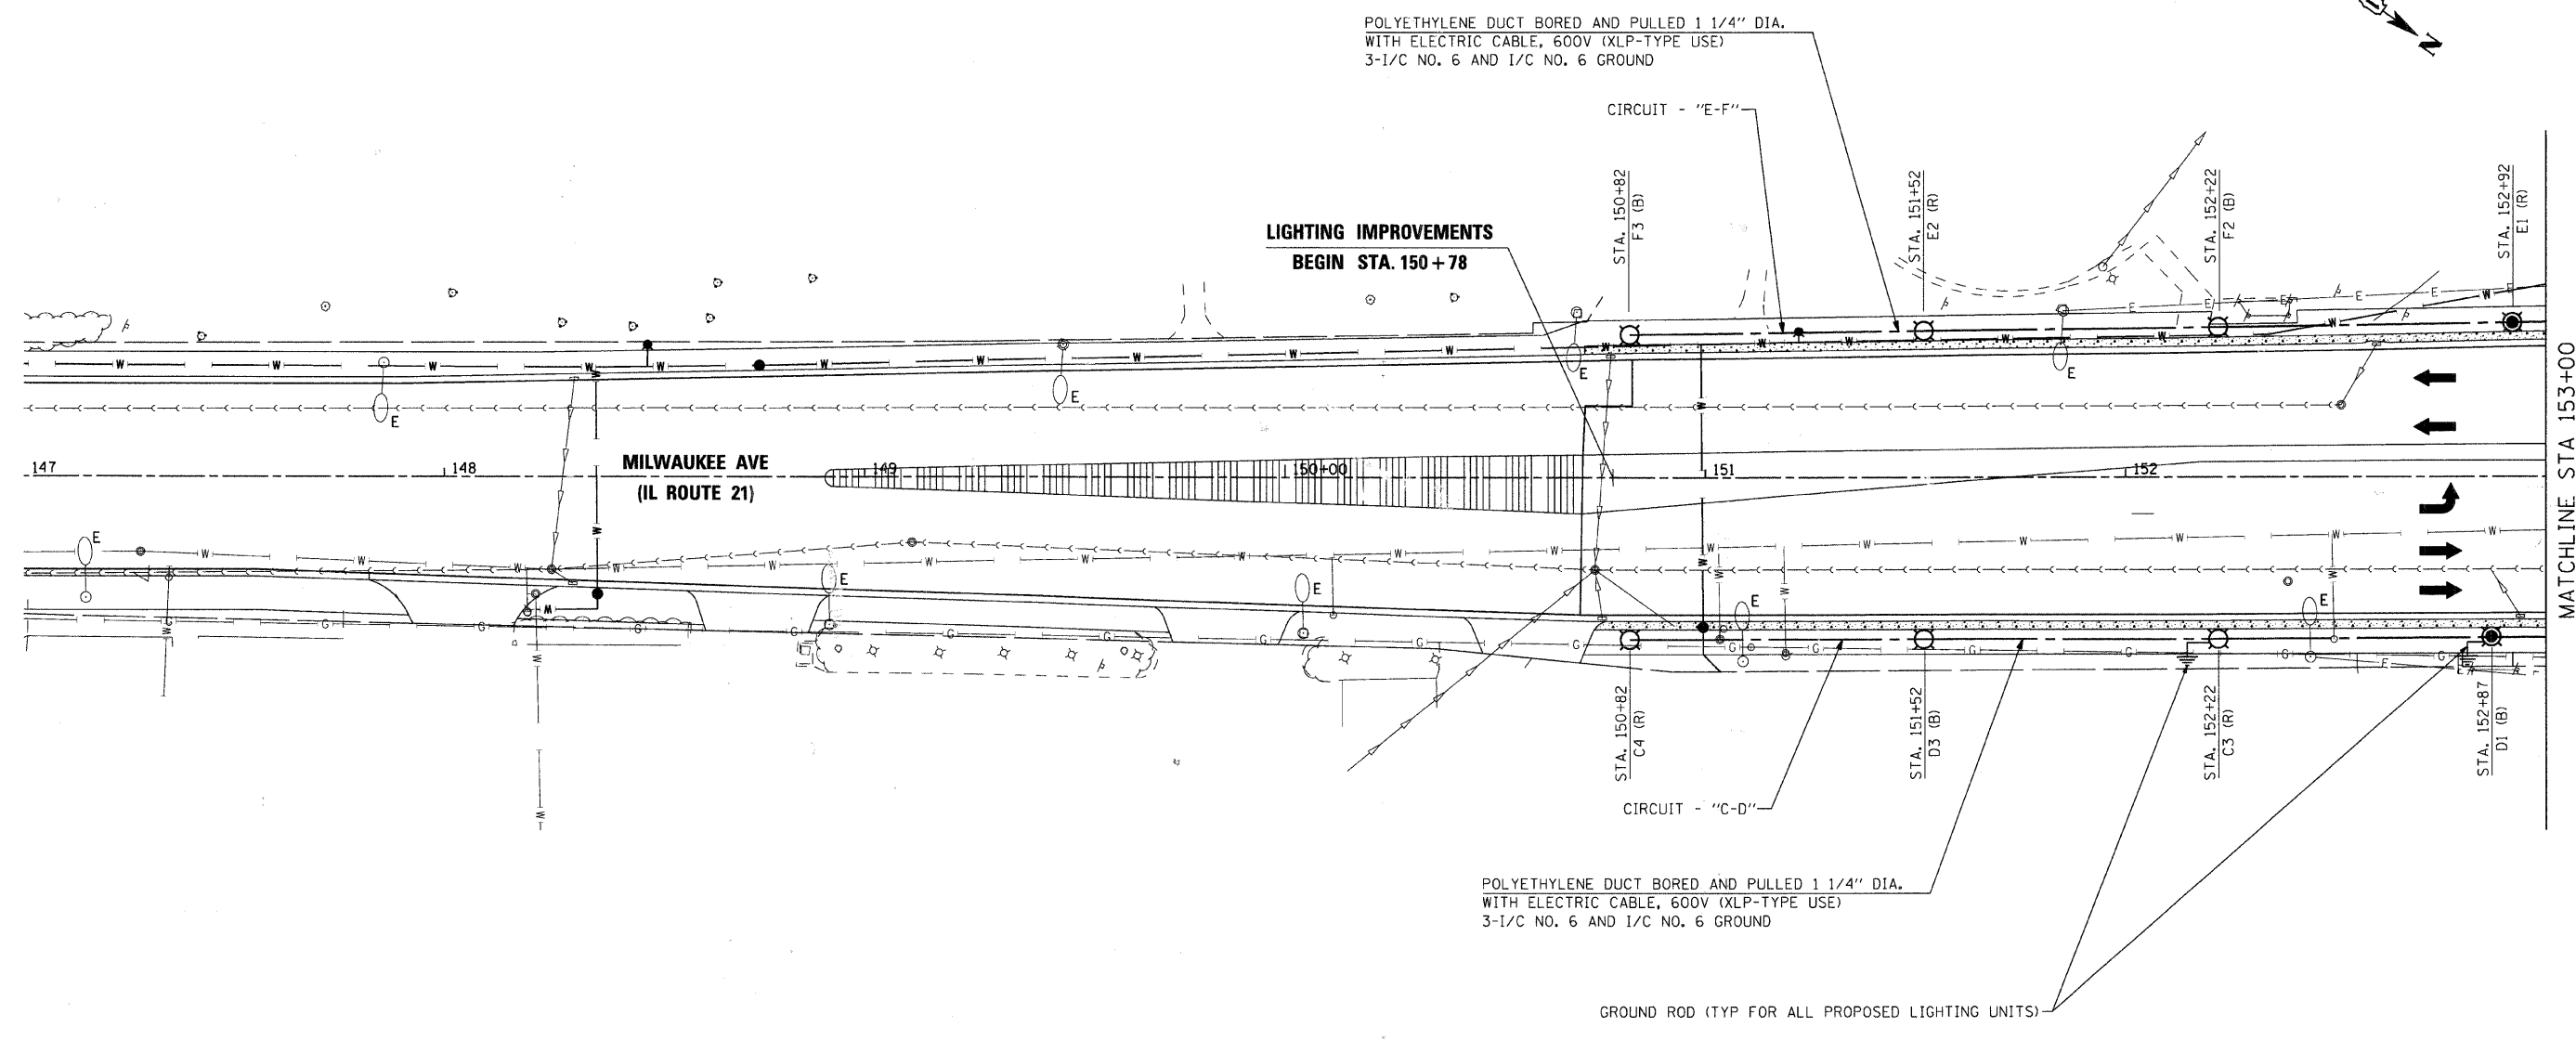 POLYETHYLENE DUCT BORED AND PULLED 1 1/4" DIA.
WITH ELECTRIC CABLE, 600V (XLP-TYPE USE)
3-I/C NO. 6 AND I/C NO. 6 GROUND
N
CIRCUIT - "E-F"
STA. 150+82
F3 (B)
STA. 151+52
E2 (R)
STA. 152+22
F2 (B)
STA. 152+92
E1 (R)
LIGHTING IMPROVEMENTS
BEGIN STA. 150+78
E E E E
W W W W W W W W W W W W W W W
E E E E E
MATCHLINE STA 153+00
147 148 149 150+00 151 152
MILWAUKEE AVE
(IL ROUTE 21)
W W W
E E E E E
W W W W W W W W W W W W W W W W
W W W W W
G G G G G G G G G G G G G G G
E
W W
STA. 150+82
C4 (R)
STA. 151+52
D3 (B)
STA. 152+22
C3 (R)
STA. 152+87
D1 (B)
CIRCUIT - "C-D"
POLYETHYLENE DUCT BORED AND PULLED 1 1/4" DIA.
WITH ELECTRIC CABLE, 600V (XLP-TYPE USE)
3-I/C NO. 6 AND I/C NO. 6 GROUND
GROUND ROD (TYP FOR ALL PROPOSED LIGHTING UNITS)